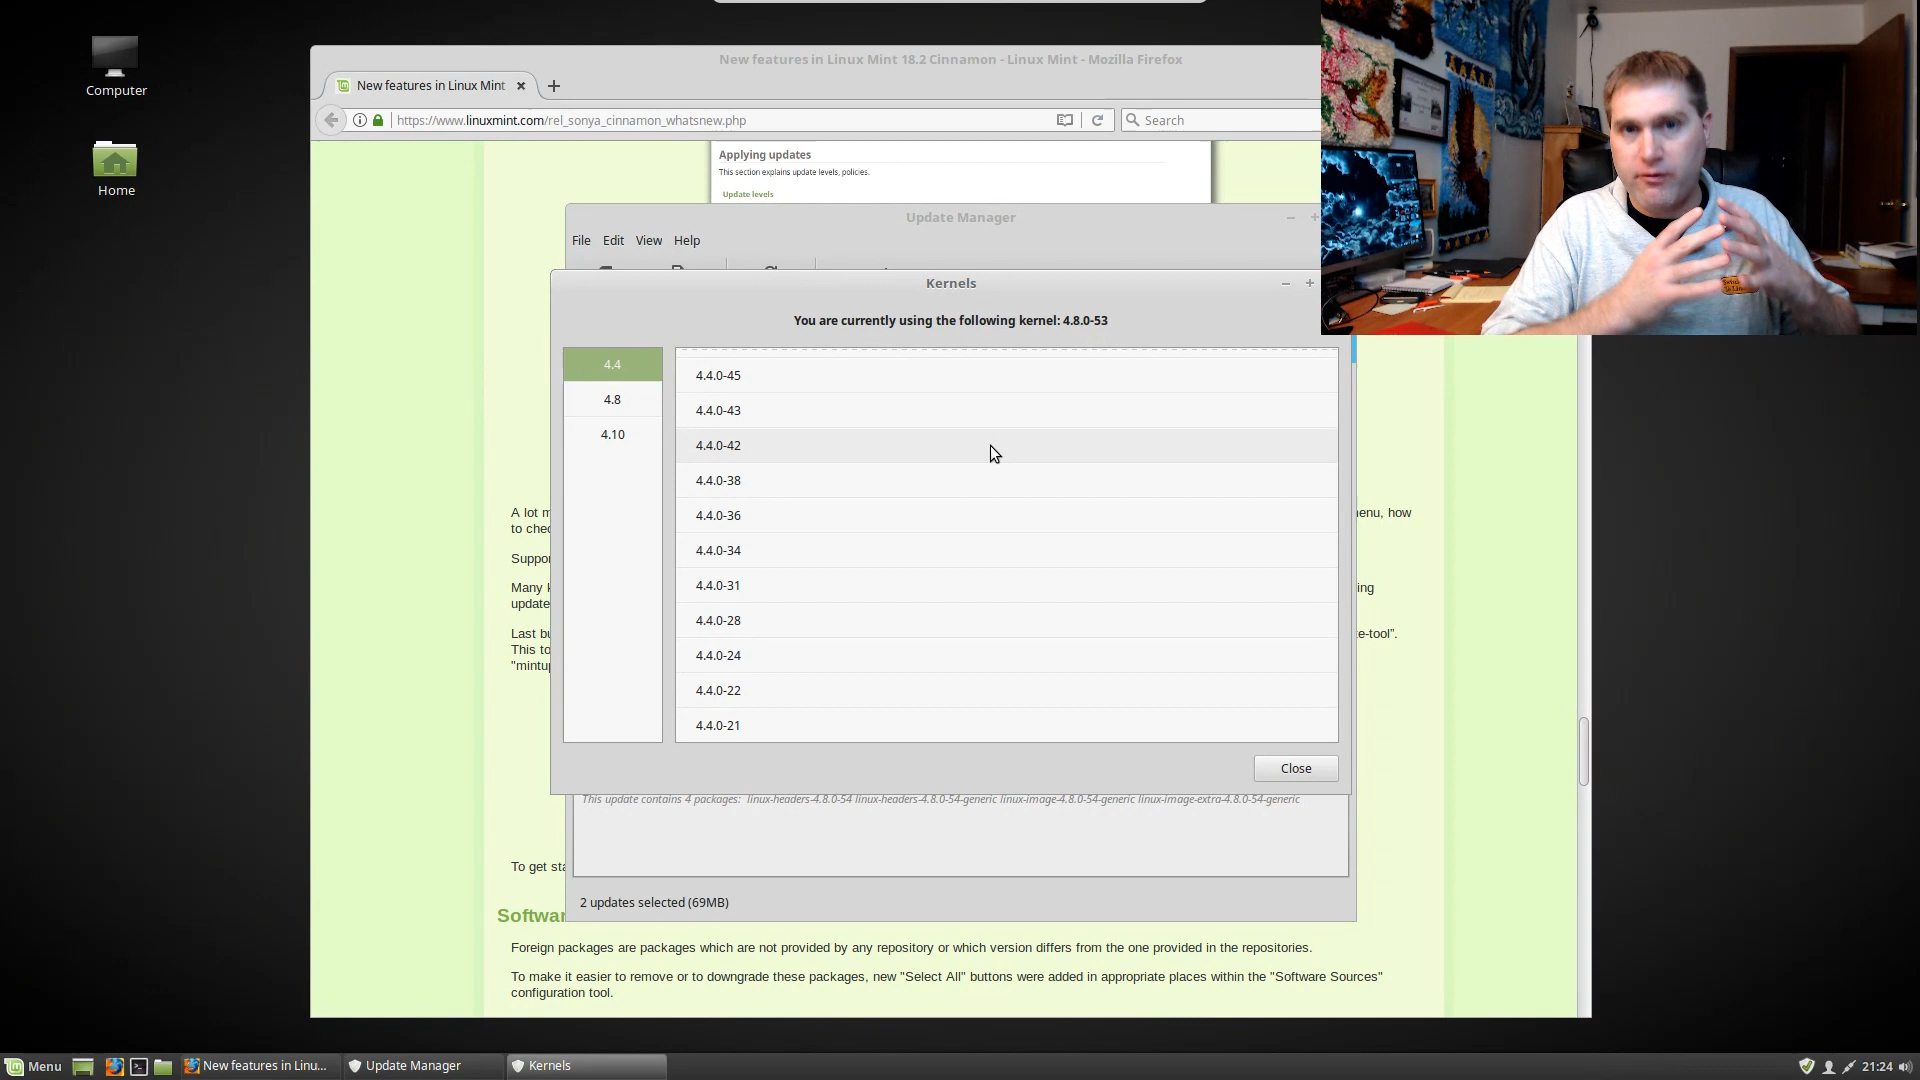 Computer
Home
New features in Linux Mint 18.2 Cinnamon - Linux Mint - Mozilla Firefox
New features in Linux Mint
https://www.linuxmint.com/rel_sonya_cinnamon_whatsnew.php
Search
Applying updates
This section explains update levels, policies.
Update levels
Update Manager
File Edit View Help
Kernels
You are currently using the following kernel: 4.8.0-53
4.4
4.8
4.10
4.4.0-45
4.4.0-43
4.4.0-42
4.4.0-38
4.4.0-36
4.4.0-34
4.4.0-31
4.4.0-28
4.4.0-24
4.4.0-22
4.4.0-21
Close
A lot m
enu, how
to chec
Suppor
Many k
ing
update
Last bu
te-tool".
This to
"mintup
This update contains 4 packages: linux-headers-4.8.0-54 linux-headers-4.8.0-54-generic linux-image-4.8.0-54-generic linux-image-extra-4.8.0-54-generic
To get sta
2 updates selected (69MB)
Softwar
Foreign packages are packages which are not provided by any repository or which version differs from the one provided in the repositories.
To make it easier to remove or to downgrade these packages, new "Select All" buttons were added in appropriate places within the "Software Sources"
configuration tool.
Menu
New features in Linu...
Update Manager
Kernels
21:24